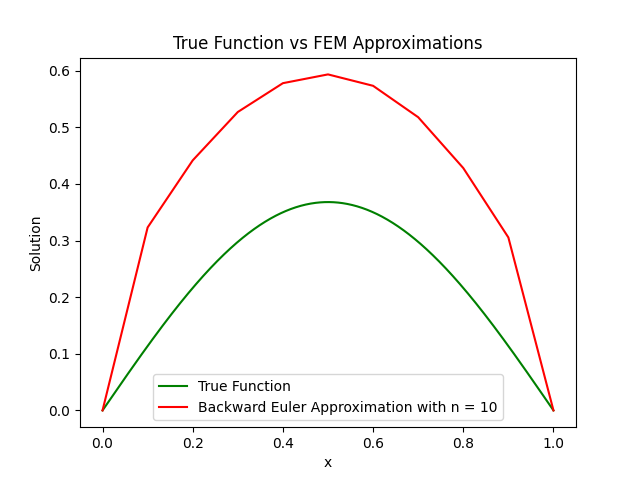 True Function vs FEM Approximations
Solution
0.6
0.5
0.4
0.3
0.2
0.1
0.0
True Function
Backward Euler Approximation with n = 10
0.0 0.2 0.4 0.6 0.8 1.0
x